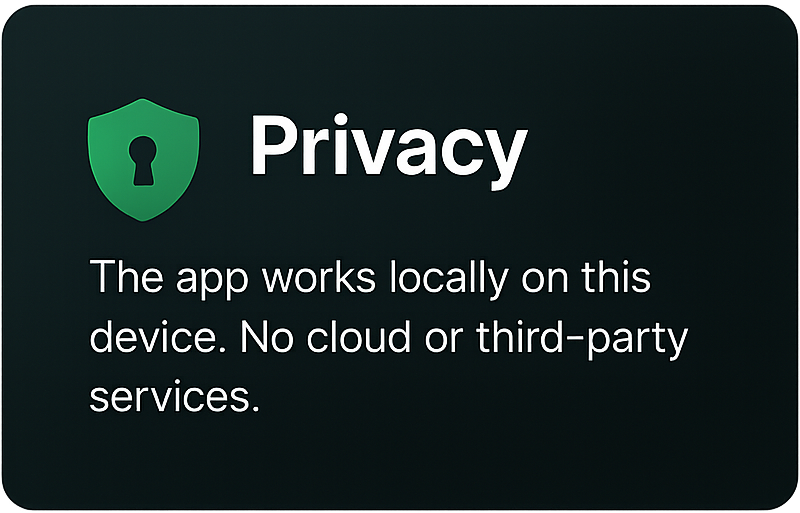 Privacy
The app works locally on this
device. No cloud or third-party
services.